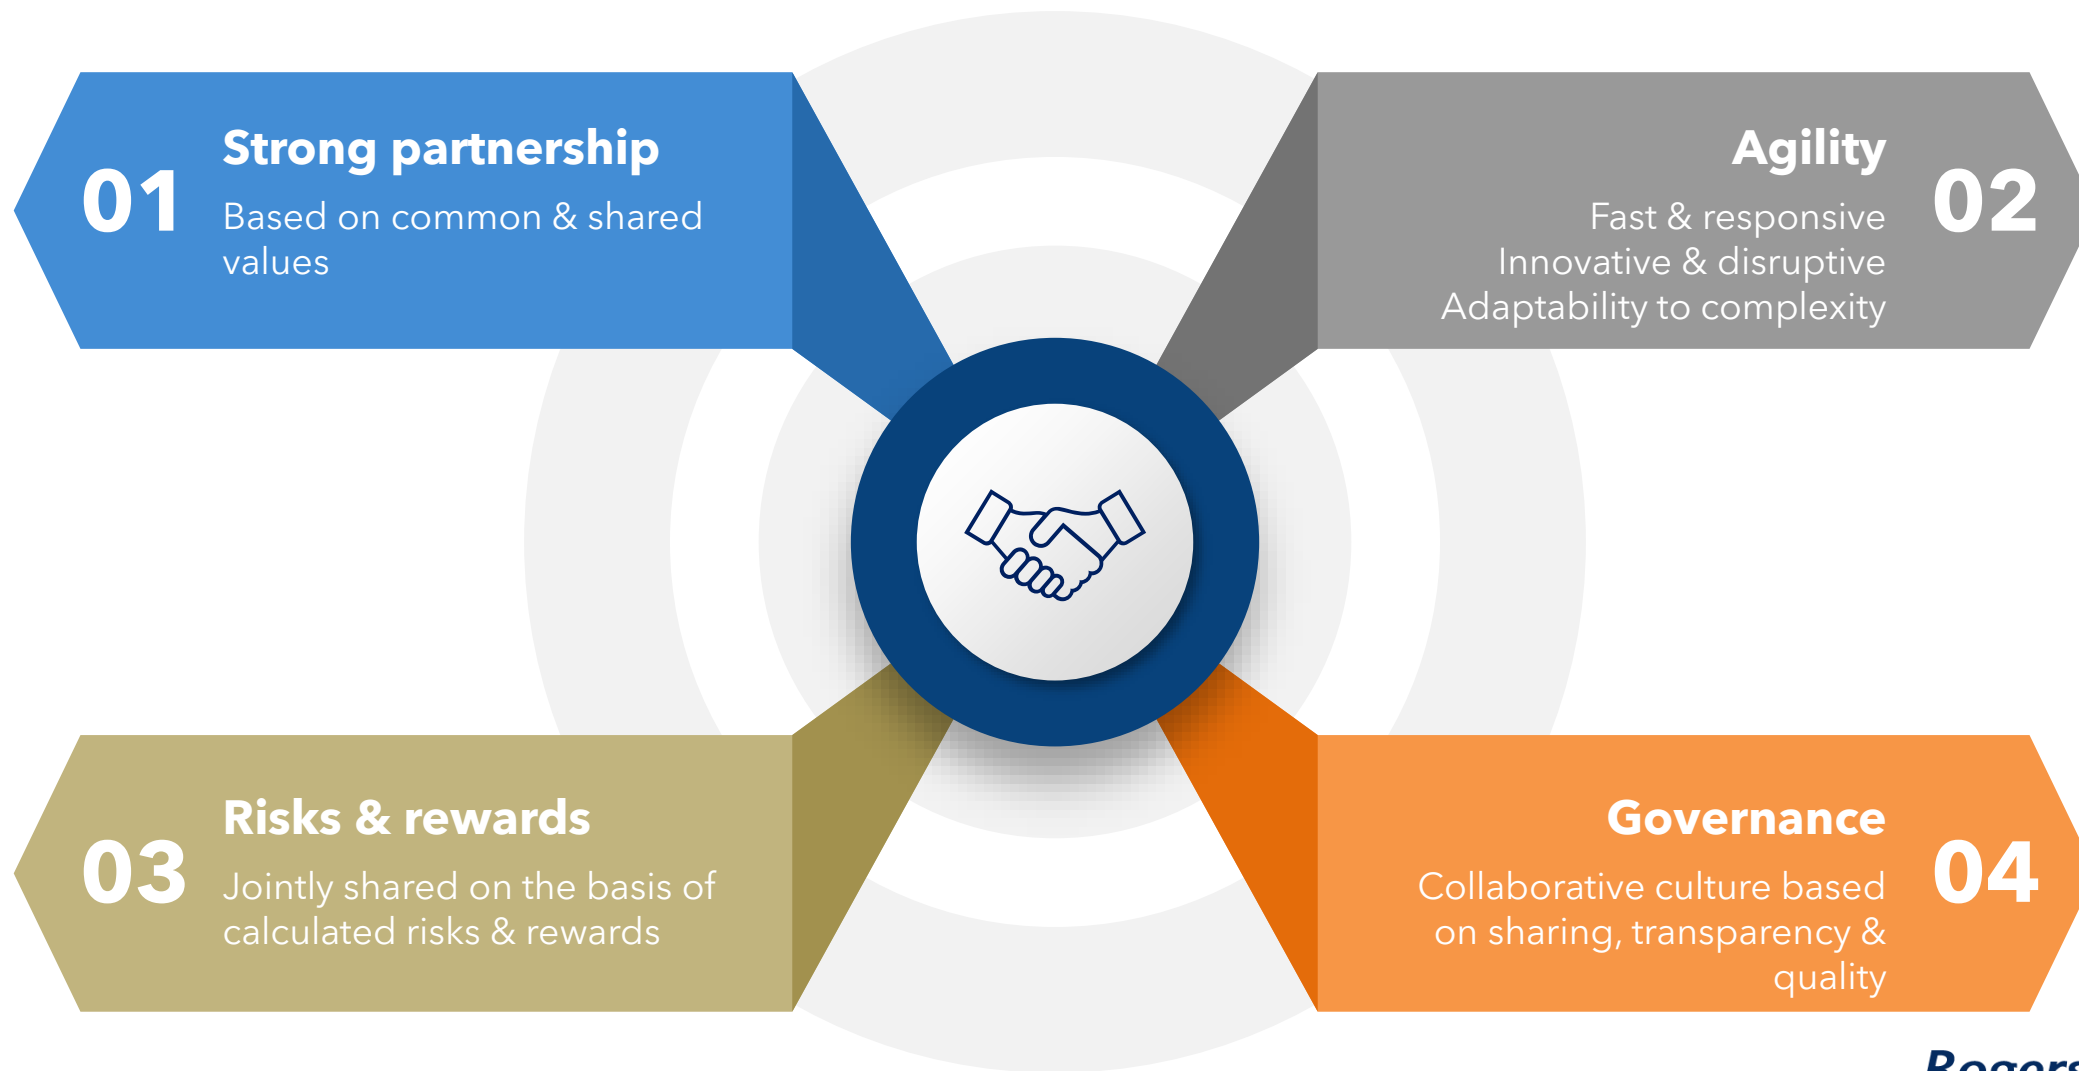 01
Strong partnership
Based on common & shared
values
Agility
Fast & responsive
Innovative & disruptive
Adaptability to complexity
02
03
Risks & rewards
Jointly shared on the basis of
calculated risks & rewards
Governance
Collaborative culture based
on sharing, transparency &
quality
04
Rogers